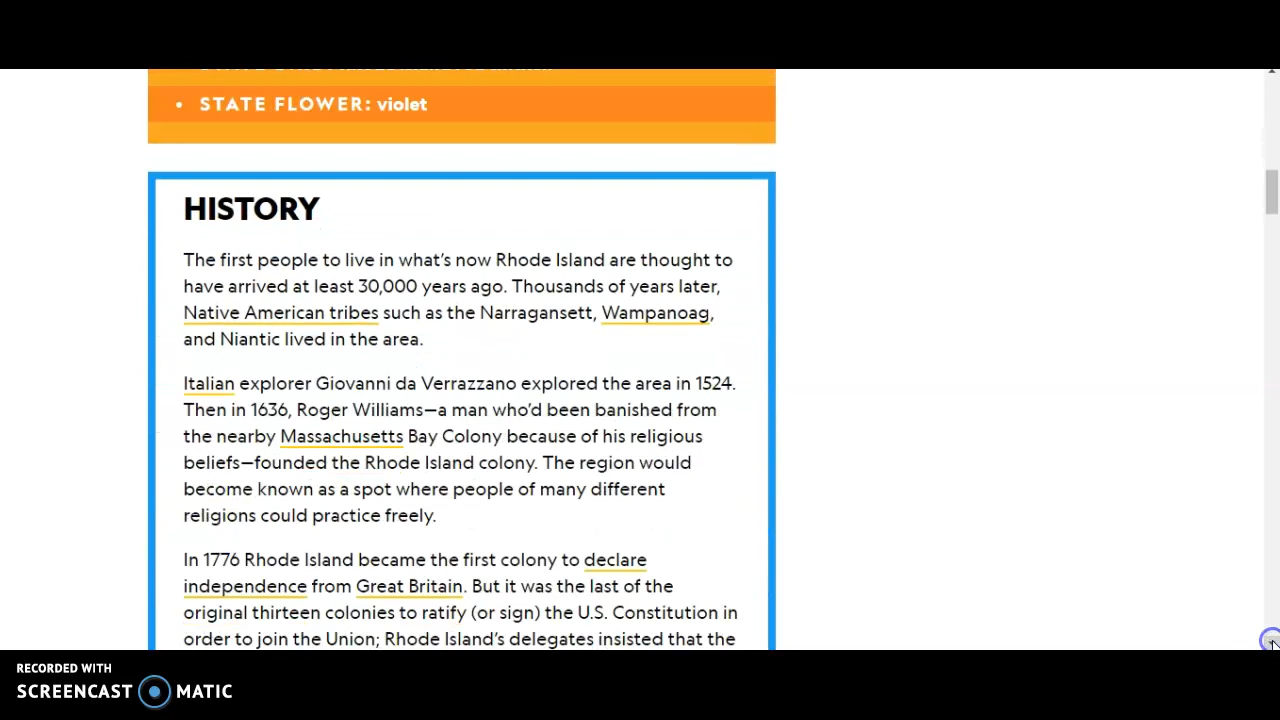 • STATE FLOWER: violet
HISTORY
The first people to live in what's now Rhode Island are thought to
have arrived at least 30,000 years ago. Thousands of years later,
Native American tribes such as the Narragansett, Wampanoag,
and Niantic lived in the area.
Italian explorer Giovanni da Verrazzano explored the area in 1524.
Then in 1636, Roger Williams—a man who'd been banished from
the nearby Massachusetts Bay Colony because of his religious
beliefs—founded the Rhode Island colony. The region would
become known as a spot where people of many different
religions could practice freely.
In 1776 Rhode Island became the first colony to declare
independence from Great Britain. But it was the last of the
original thirteen colonies to ratify (or sign) the U.S. Constitution in
order to join the Union; Rhode Island's delegates insisted that the
RECORDED WITH
SCREENCAST MATIC